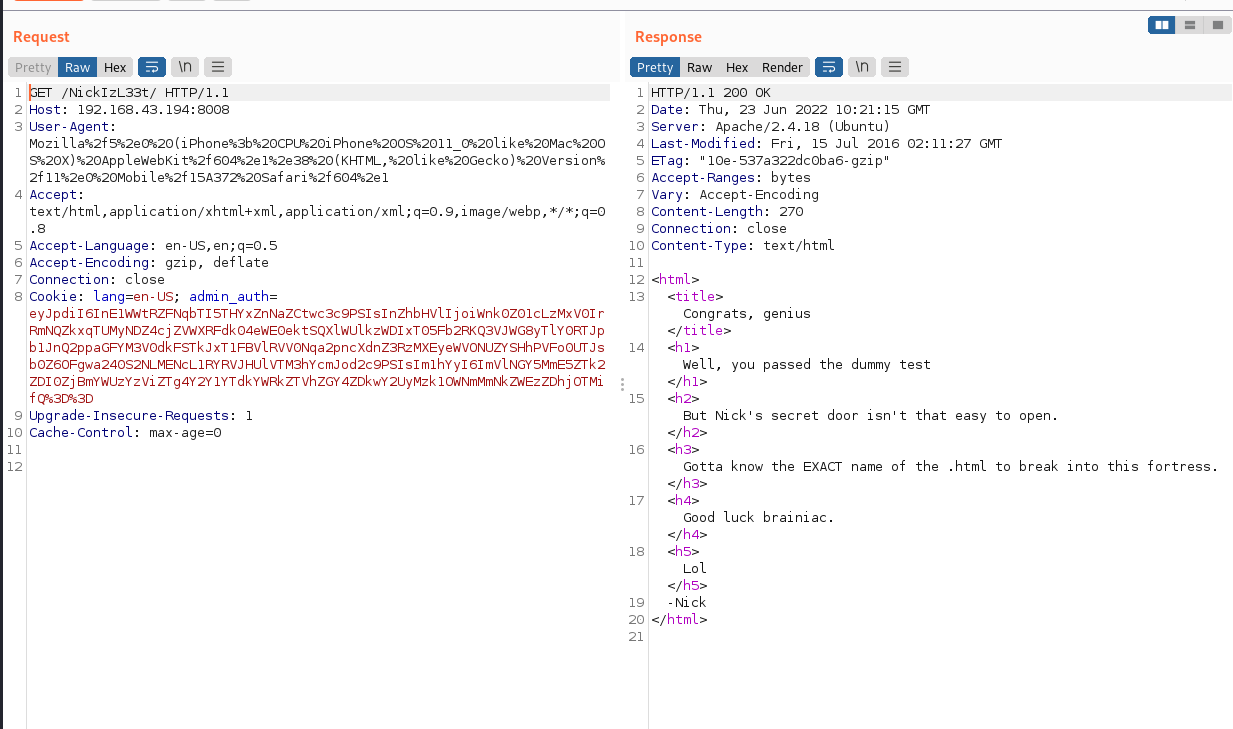 Request
Response
Pretty Raw Hex \n
Pretty Raw Hex Render \n
1 GET /NickIzL33t/ HTTP/1.1
2 Host: 192.168.43.194:8008
3 User-Agent:
Mozilla%2f5%2e0%20(iPhone%3b%20CPU%20iPhone%20OS%2011_0%20like%20Mac%20O
S%20X)%20AppleWebKit%2f604%2e1%2e38%20(KHTML,%20like%20Gecko)%20Version%
2f11%2e0%20Mobile%2f15A372%20Safari%2f604%2e1
4 Accept:
text/html,application/xhtml+xml,application/xml;q=0.9,image/webp,*/*;q=0
.8
5 Accept-Language: en-US,en;q=0.5
6 Accept-Encoding: gzip, deflate
7 Connection: close
8 Cookie: lang=en-US; admin_auth=
9 Upgrade-Insecure-Requests: 1
10 Cache-Control: max-age=0
11
12
1 HTTP/1.1 200 OK
2 Date: Thu, 23 Jun 2022 10:21:15 GMT
3 Server: Apache/2.4.18 (Ubuntu)
4 Last-Modified: Fri, 15 Jul 2016 02:11:27 GMT
5 ETag: "10e-537a322dc0ba6-gzip"
6 Accept-Ranges: bytes
7 Vary: Accept-Encoding
8 Content-Length: 270
9 Connection: close
10 Content-Type: text/html
11
12 <html>
13 <title>
Congrats, genius
</title>
14 <h1>
Well, you passed the dummy test
</h1>
15 <h2>
But Nick's secret door isn't that easy to open.
</h2>
16 <h3>
Gotta know the EXACT name of the .html to break into this fortress.
</h3>
17 <h4>
Good luck brainiac.
</h4>
18 <h5>
Lol
</h5>
19 -Nick
20 </html>
21